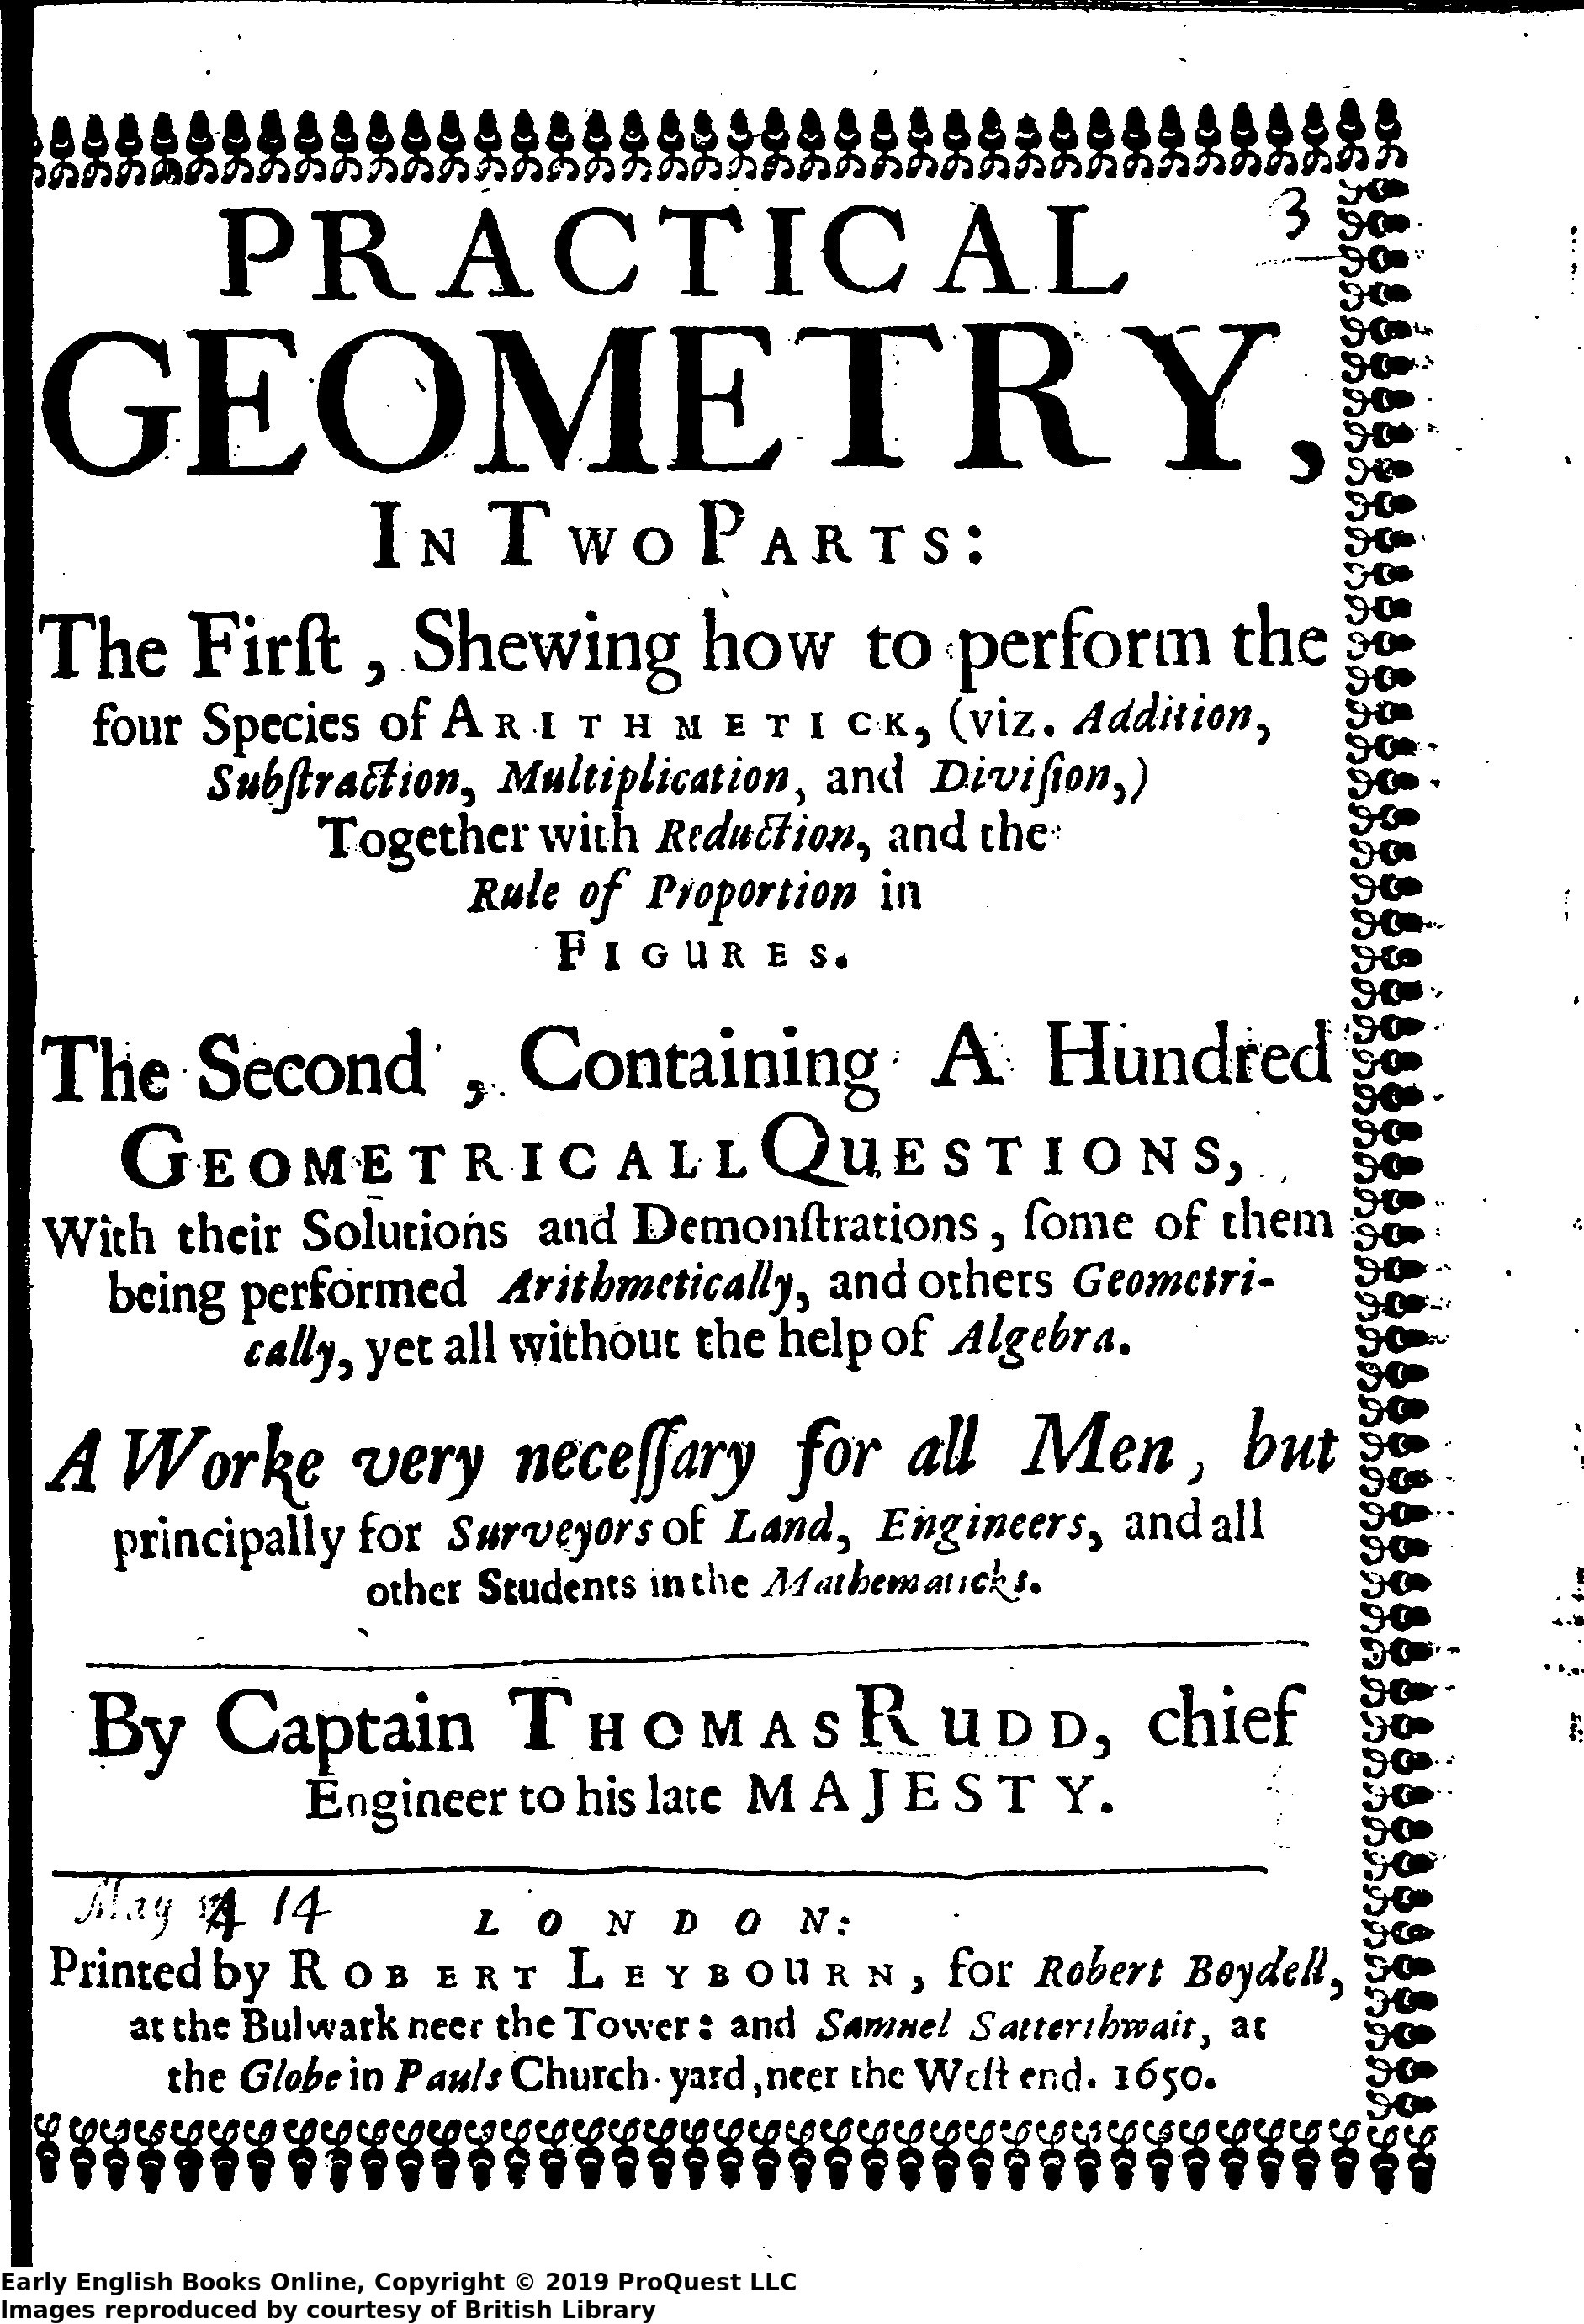 3
PRACTICAL
GEOMETRY,
IN TWO PARTS:
The Firſt, Shewing how to perform the
four Species of ARITHMETICK, (viz. Addition,
Subſtraction, Multiplication, and Diviſion,)
Together with Reduction, and the
Rule of Proportion in
FIGURES.
The Second, Containing A Hundred
GEOMETRICALL QUESTIONS,
With their Solutions and Demonſtrations, ſome of them
being performed Arithmetically, and others Geometri-
cally, yet all without the help of Algebra.
A Worke very neceſſary for all Men, but
principally for Surveyors of Land, Engineers, and all
other Students in the Mathematicks.
By Captain THOMAS RUDD, chief
Engineer to his late MAJESTY.
May 14
LONDON:
Printed by ROBERT LEYBOURN, for Robert Boydell,
at the Bulwark neer the Tower: and Samuel Satterthwait, at
the Globe in Pauls Church-yard, neer the Weſt end. 1650.
Early English Books Online, Copyright © 2019 ProQuest LLC
Images reproduced by courtesy of British Library